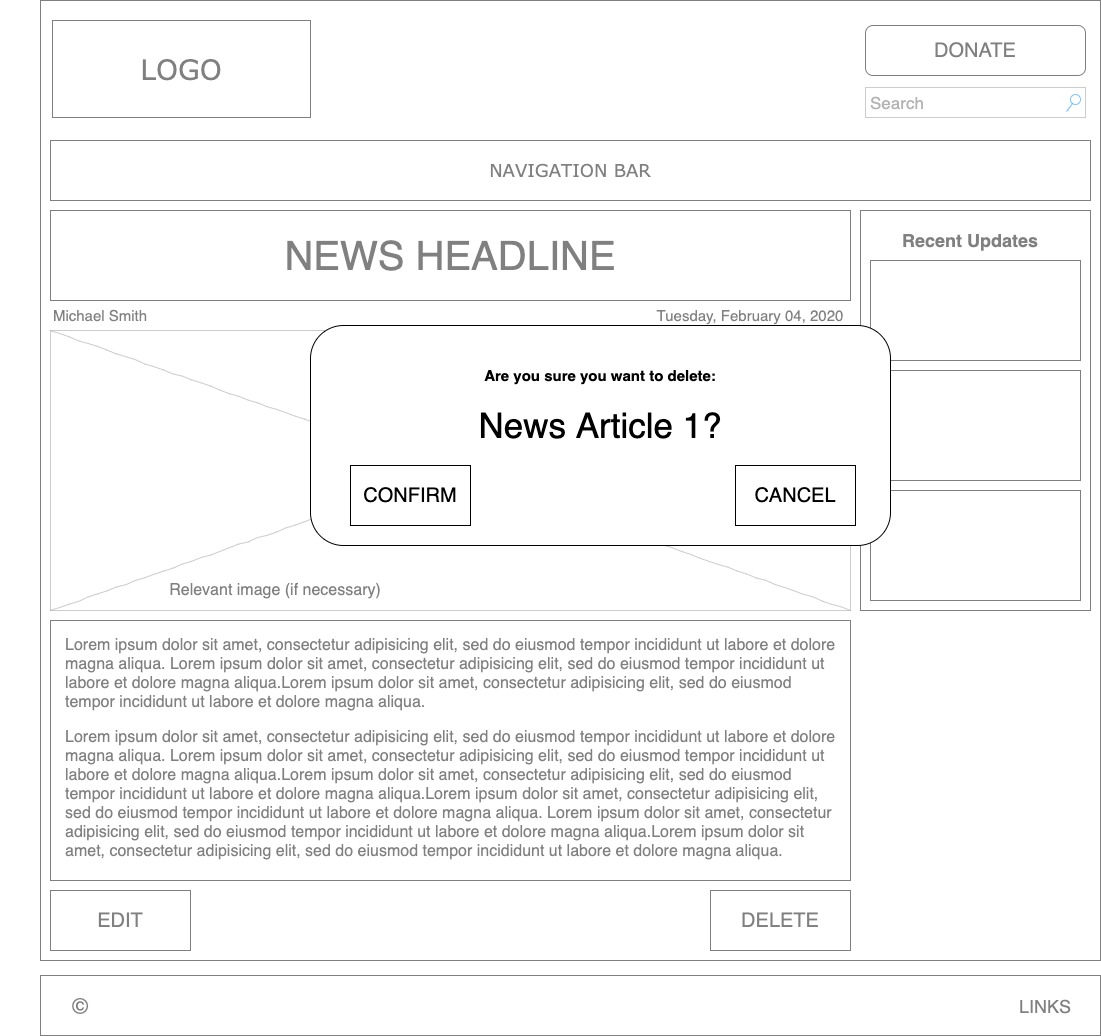 LOGO
DONATE
Search
NAVIGATION BAR
NEWS HEADLINE
Recent Updates
Michael Smith
Tuesday, February 04, 2020
Are you sure you want to delete:
News Article 1?
CONFIRM
CANCEL
Relevant image (if necessary)
Lorem ipsum dolor sit amet, consectetur adipisicing elit, sed do eiusmod tempor incididunt ut labore et dolore
magna aliqua. Lorem ipsum dolor sit amet, consectetur adipisicing elit, sed do eiusmod tempor incididunt ut
labore et dolore magna aliqua.Lorem ipsum dolor sit amet, consectetur adipisicing elit, sed do eiusmod
tempor incididunt ut labore et dolore magna aliqua.
Lorem ipsum dolor sit amet, consectetur adipisicing elit, sed do eiusmod tempor incididunt ut labore et dolore
magna aliqua. Lorem ipsum dolor sit amet, consectetur adipisicing elit, sed do eiusmod tempor incididunt ut
labore et dolore magna aliqua.Lorem ipsum dolor sit amet, consectetur adipisicing elit, sed do eiusmod
tempor incididunt ut labore et dolore magna aliqua.Lorem ipsum dolor sit amet, consectetur adipisicing elit,
sed do eiusmod tempor incididunt ut labore et dolore magna aliqua. Lorem ipsum dolor sit amet, consectetur
adipisicing elit, sed do eiusmod tempor incididunt ut labore et dolore magna aliqua.Lorem ipsum dolor sit
amet, consectetur adipisicing elit, sed do eiusmod tempor incididunt ut labore et dolore magna aliqua.
EDIT
DELETE
©
LINKS